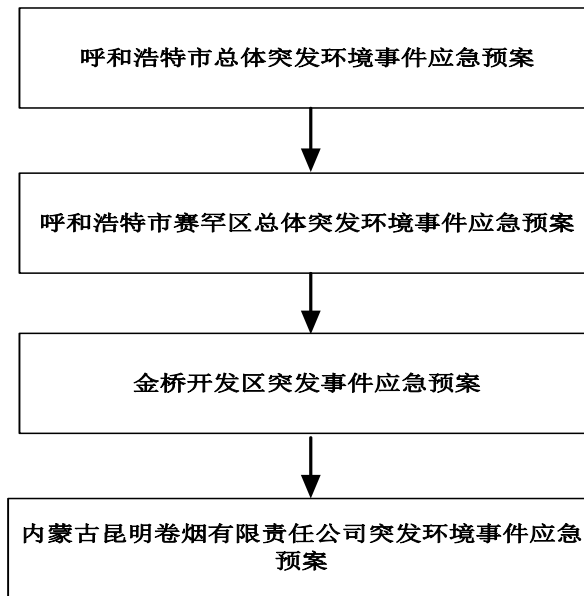 呼和浩特市总体突发环境事件应急预案
呼和浩特市赛罕区总体突发环境事件应急预案
金桥开发区突发事件应急预案
内蒙古昆明卷烟有限责任公司突发环境事件应急
预案